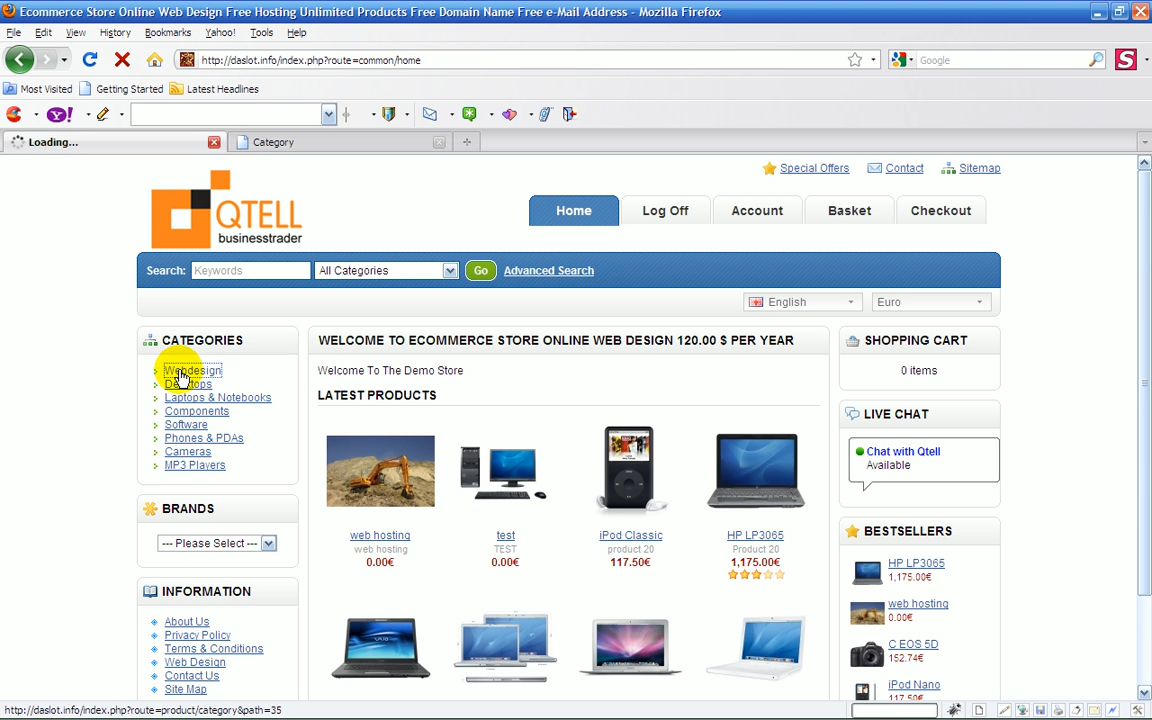 Ecommerce Store Online Web Design Free Hosting Unlimited Products Free Domain Name Free e-Mail Address - Mozilla Firefox
File Edit View History Bookmarks Yahoo! Tools Help
http://daslot.info/index.php?route=common/home
Google
S
Most Visited Getting Started Latest Headlines
Y!
Loading... Category
Special Offers Contact Sitemap
QTELL
businesstrader
Home Log Off Account Basket Checkout
Search: Keywords All Categories Go Advanced Search
English Euro
CATEGORIES
Webdesign
Desktops
Laptops & Notebooks
Components
Software
Phones & PDAs
Cameras
MP3 Players
BRANDS
--- Please Select ---
INFORMATION
About Us
Privacy Policy
Terms & Conditions
Web Design
Contact Us
Site Map
WELCOME TO ECOMMERCE STORE ONLINE WEB DESIGN 120.00 $ PER YEAR
Welcome To The Demo Store
LATEST PRODUCTS
web hosting test iPod Classic HP LP3065
web hosting TEST product 20 Product 20
0.00€ 0.00€ 117.50€ 1,175.00€
SHOPPING CART
0 items
LIVE CHAT
Chat with Qtell
Available
BESTSELLERS
HP LP3065
1,175.00€
web hosting
0.00€
C EOS 5D
152.74€
iPod Nano
117.50€
http://daslot.info/index.php?route=product/category&path=35